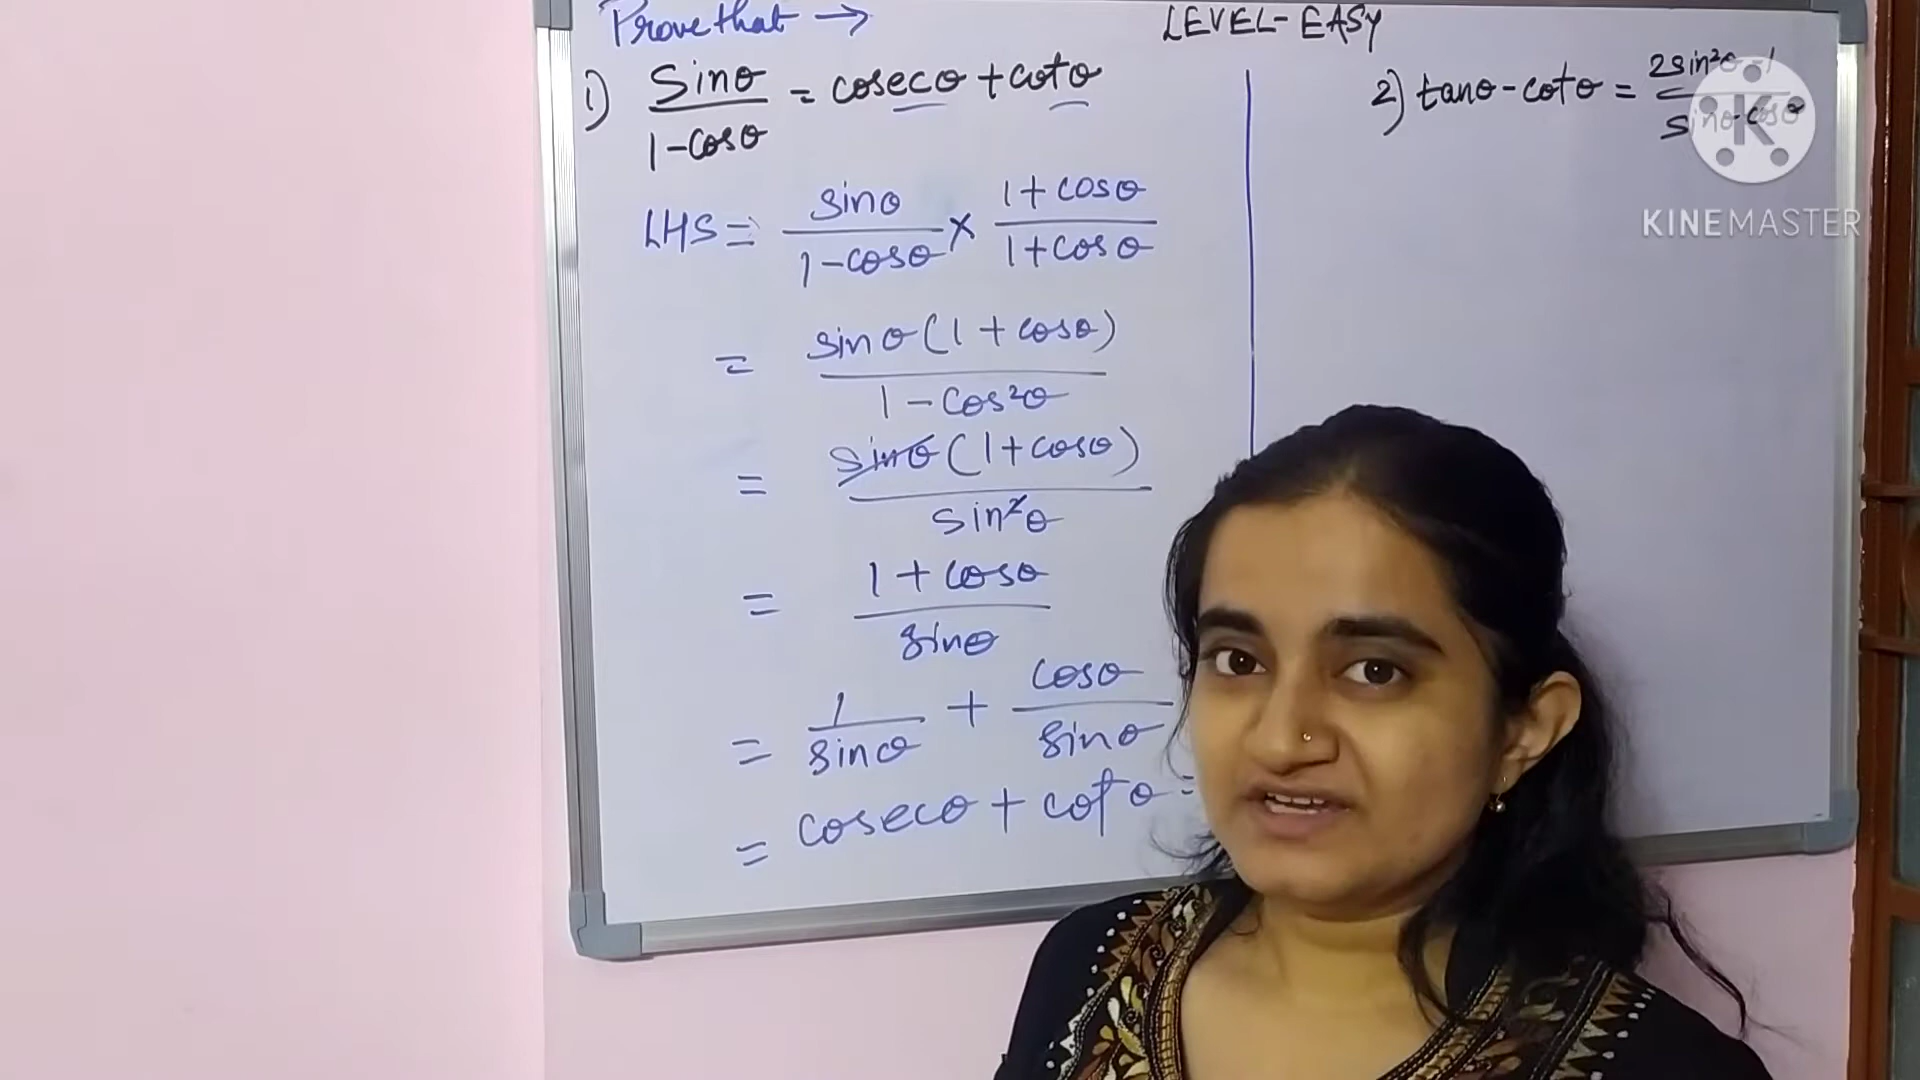 Prove that →
LEVEL-EASY
1) sinθ / 1-cosθ = cosecθ + cotθ
LHS = sinθ / 1-cosθ × 1+cosθ / 1+cosθ
= sinθ(1+cosθ) / 1-cos²θ
= sinθ(1+cosθ) / sin²θ
= 1+cosθ / sinθ
= 1 / sinθ + cosθ / sinθ
= cosecθ + cotθ =
2) tanθ - cotθ = 2sin²θ-1 / sinθ·cosθ
K
KINEMASTER